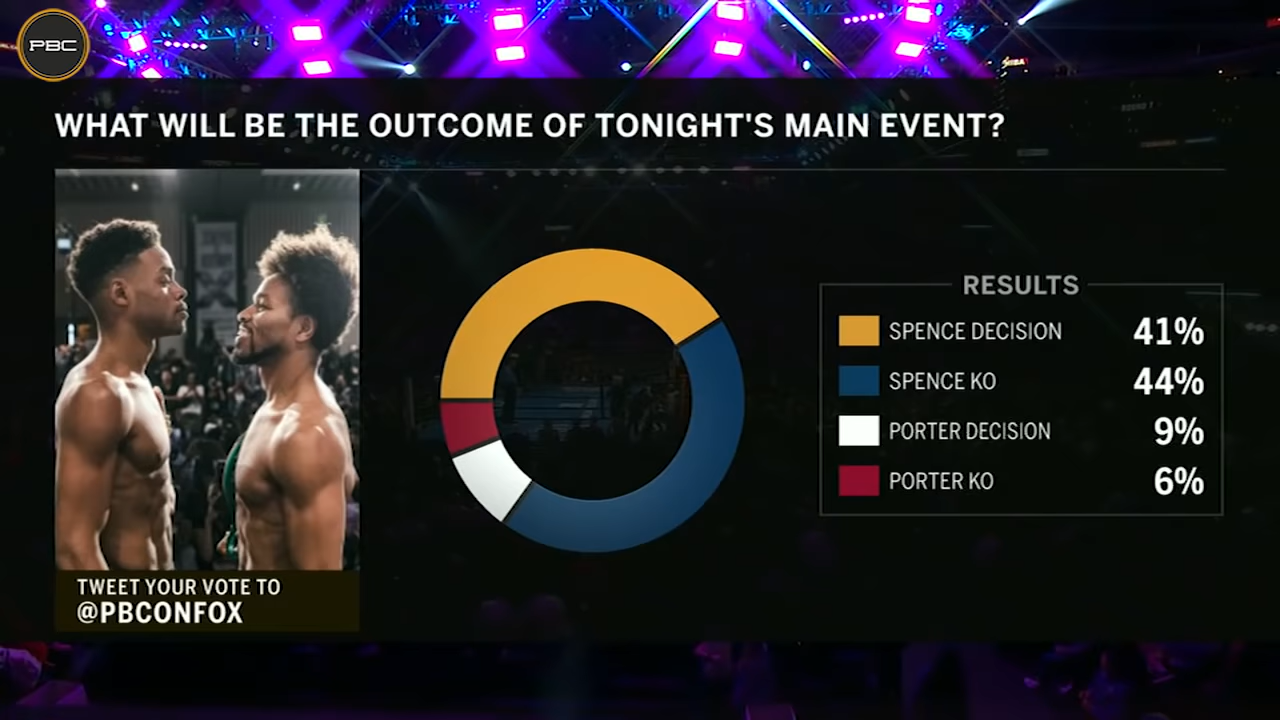 PBC
WHAT WILL BE THE OUTCOME OF TONIGHT'S MAIN EVENT?
RESULTS
SPENCE DECISION 41%
SPENCE KO 44%
PORTER DECISION 9%
PORTER KO 6%
TWEET YOUR VOTE TO
@PBCONFOX